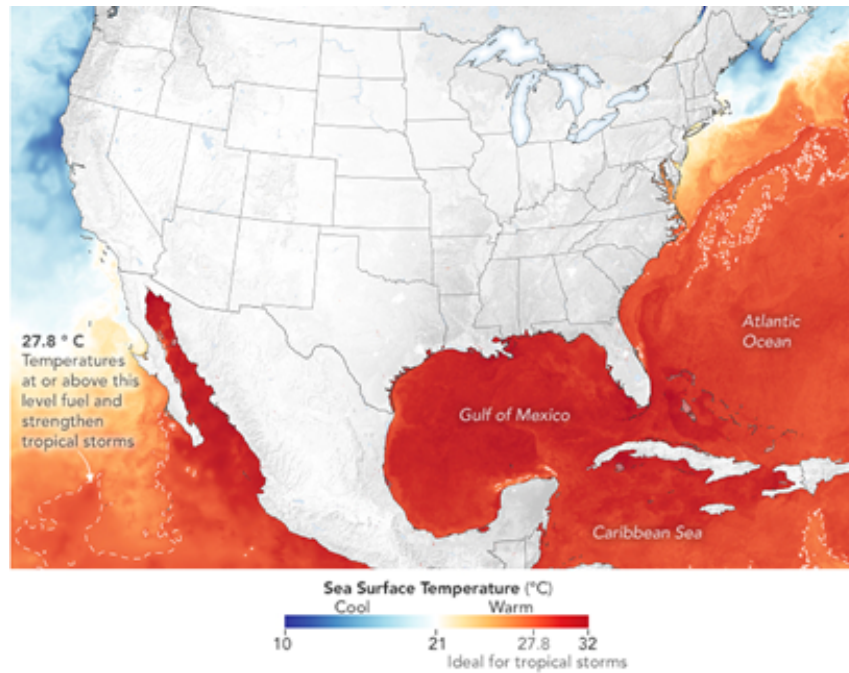 27.8 ° C
Temperatures
at or above this
level fuel and
strengthen
tropical storms
Atlantic
Ocean
Gulf of Mexico
Caribbean Sea
Sea Surface Temperature (°C)
Cool Warm
10 21 27.8 32
Ideal for tropical storms